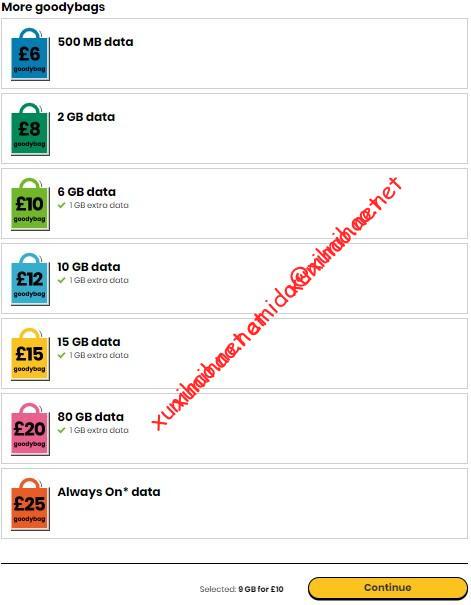 More goodybags
£6
goodybag
500 MB data
£8
goodybag
2 GB data
£10
goodybag
6 GB data
1 GB extra data
£12
goodybag
10 GB data
1 GB extra data
£15
goodybag
15 GB data
1 GB extra data
£20
goodybag
80 GB data
1 GB extra data
£25
goodybag
Always On* data
Selected: 9 GB for £10
Continue